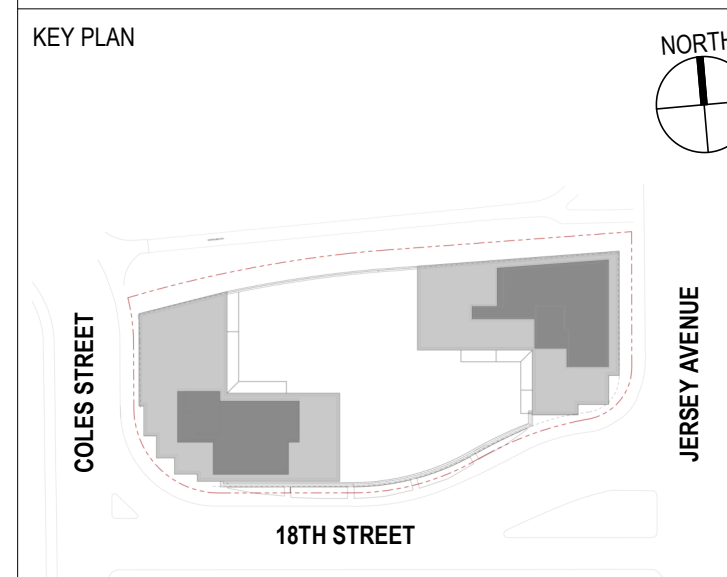 KEY PLAN
NORTH
COLES STREET
JERSEY AVENUE
18TH STREET